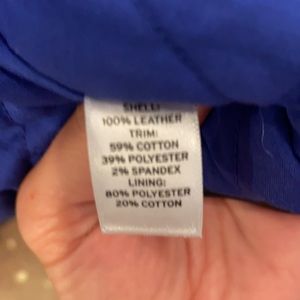 SHELL:
100% LEATHER
TRIM:
59% COTTON
39% POLYESTER
2% SPANDEX
LINING:
80% POLYESTER
20% COTTON